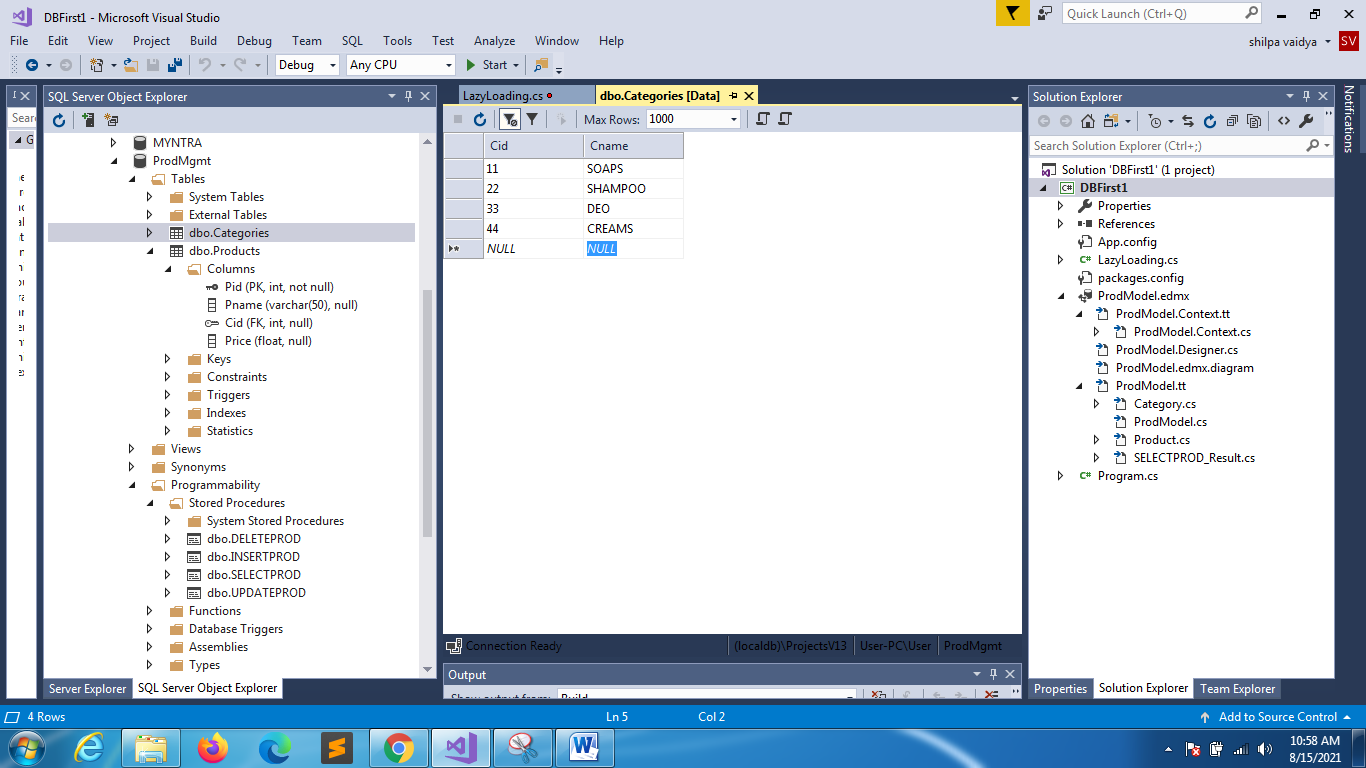 DBFirst1 - Microsoft Visual Studio
Quick Launch (Ctrl+Q)
File Edit View Project Build Debug Team SQL Tools Test Analyze Window Help
shilpa vaidya SV
Debug Any CPU Start
SQL Server Object Explorer
MYNTRA
ProdMgmt
Tables
System Tables
External Tables
dbo.Categories
dbo.Products
Columns
Pid (PK, int, not null)
Pname (varchar(50), null)
Cid (FK, int, null)
Price (float, null)
Keys
Constraints
Triggers
Indexes
Statistics
Views
Synonyms
Programmability
Stored Procedures
System Stored Procedures
dbo.DELETEPROD
dbo.INSERTPROD
dbo.SELECTPROD
dbo.UPDATEPROD
Functions
Database Triggers
Assemblies
Types
Server Explorer SQL Server Object Explorer
LazyLoading.cs dbo.Categories [Data]
Max Rows: 1000
Cid Cname
11 SOAPS
22 SHAMPOO
33 DEO
44 CREAMS
NULL NULL
Connection Ready (localdb)\ProjectsV13 User-PC\User ProdMgmt
Output
Show output from: Build
Solution Explorer
Search Solution Explorer (Ctrl+;)
Solution 'DBFirst1' (1 project)
DBFirst1
Properties
References
App.config
LazyLoading.cs
packages.config
ProdModel.edmx
ProdModel.Context.tt
ProdModel.Context.cs
ProdModel.Designer.cs
ProdModel.edmx.diagram
ProdModel.tt
Category.cs
ProdModel.cs
Product.cs
SELECTPROD_Result.cs
Program.cs
Properties Solution Explorer Team Explorer
Notifications
4 Rows Ln 5 Col 2 Add to Source Control
10:58 AM
8/15/2021